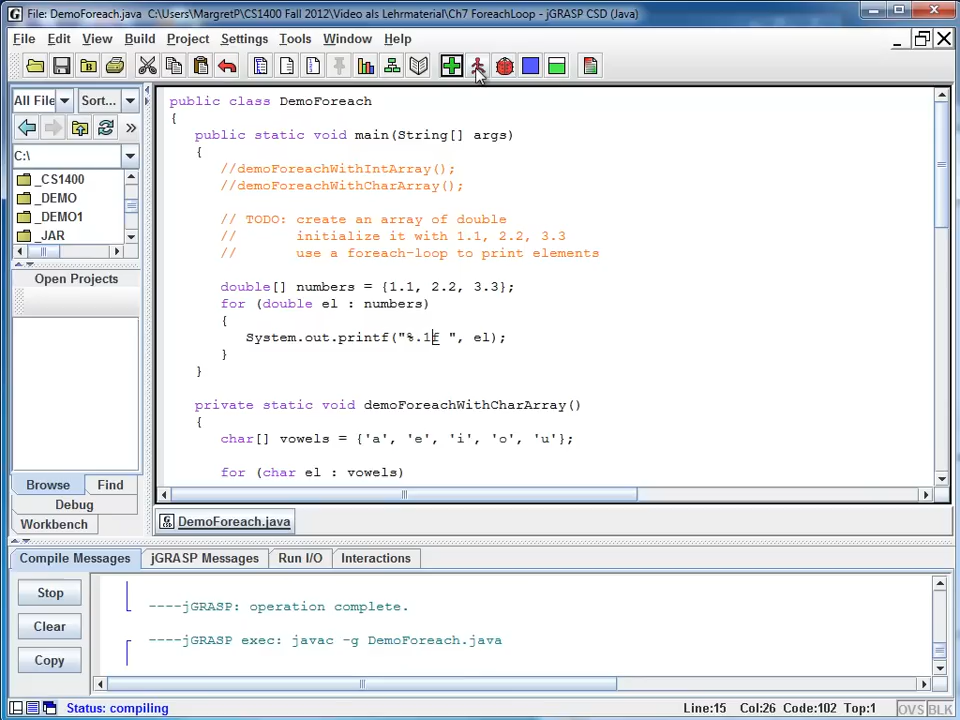 File: DemoForeach.java  C:\Users\MargretP\CS1400 Fall 2012\Video als Lehrmaterial\Ch7 ForeachLoop - jGRASP CSD (Java)
File Edit View Build Project Settings Tools Window Help
All File Sort...
C:\
_CS1400
_DEMO
_DEMO1
_JAR
Open Projects
Browse Find
Debug
Workbench
public class DemoForeach
{
public static void main(String[] args)
{
//demoForeachWithIntArray();
//demoForeachWithCharArray();
// TODO: create an array of double
//       initialize it with 1.1, 2.2, 3.3
//       use a foreach-loop to print elements
double[] numbers = {1.1, 2.2, 3.3};
for (double el : numbers)
{
System.out.printf("%.1f ", el);
}
}
private static void demoForeachWithCharArray()
{
char[] vowels = {'a', 'e', 'i', 'o', 'u'};
for (char el : vowels)
DemoForeach.java
Compile Messages jGRASP Messages Run I/O Interactions
Stop
Clear
Copy
----jGRASP: operation complete.
----jGRASP exec: javac -g DemoForeach.java
Status: compiling Line:15 Col:26 Code:102 Top:1 OVS BLK